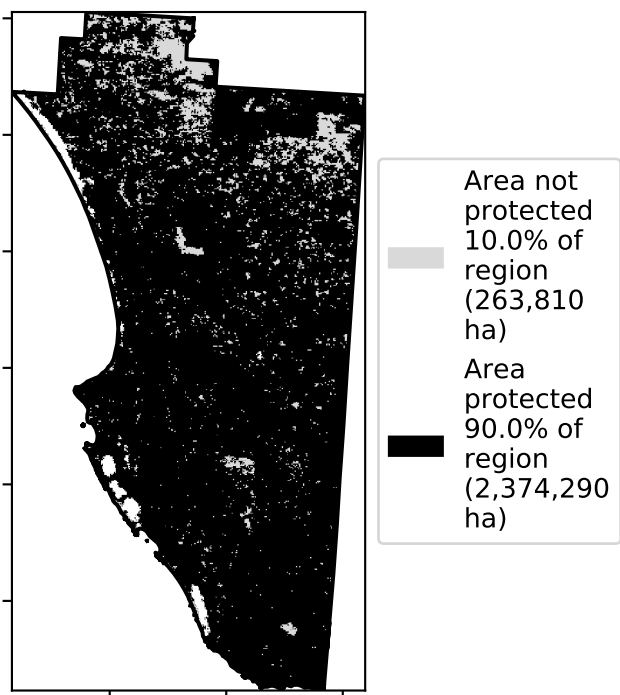 Area not
protected
10.0% of
region
(263,810
ha)
Area
protected
90.0% of
region
(2,374,290
ha)